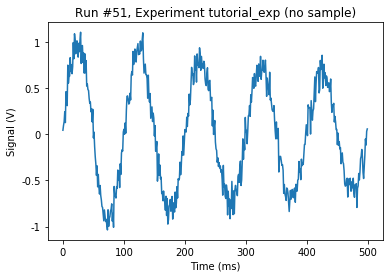 Run #51, Experiment tutorial_exp (no sample)
1
0.5
0
-0.5
-1
Signal (V)
0 100 200 300 400 500
Time (ms)